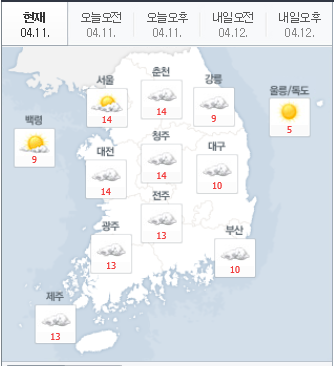 현재 오늘오전 오늘오후 내일오전 내일오후
04.11. 04.11. 04.11. 04.12. 04.12.
서울
14
춘천
14
강릉
9
울릉/독도
5
백령
9
대전
14
청주
14
대구
10
전주
13
광주
13
부산
10
제주
13